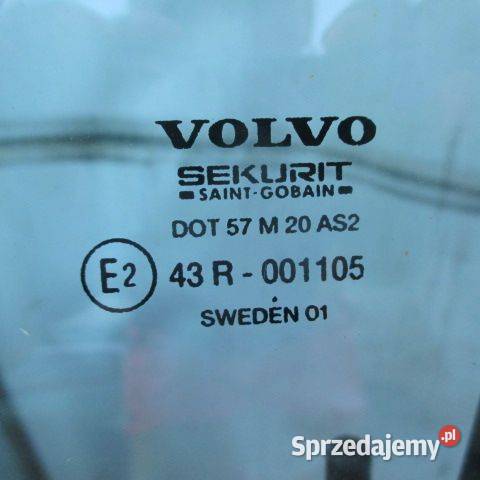 VOLVO
SEKURIT
SAINT-GOBAIN
DOT 57 M 20 AS2
E2 43 R - 001105
SWEDEN 01
Sprzedajemy.pl